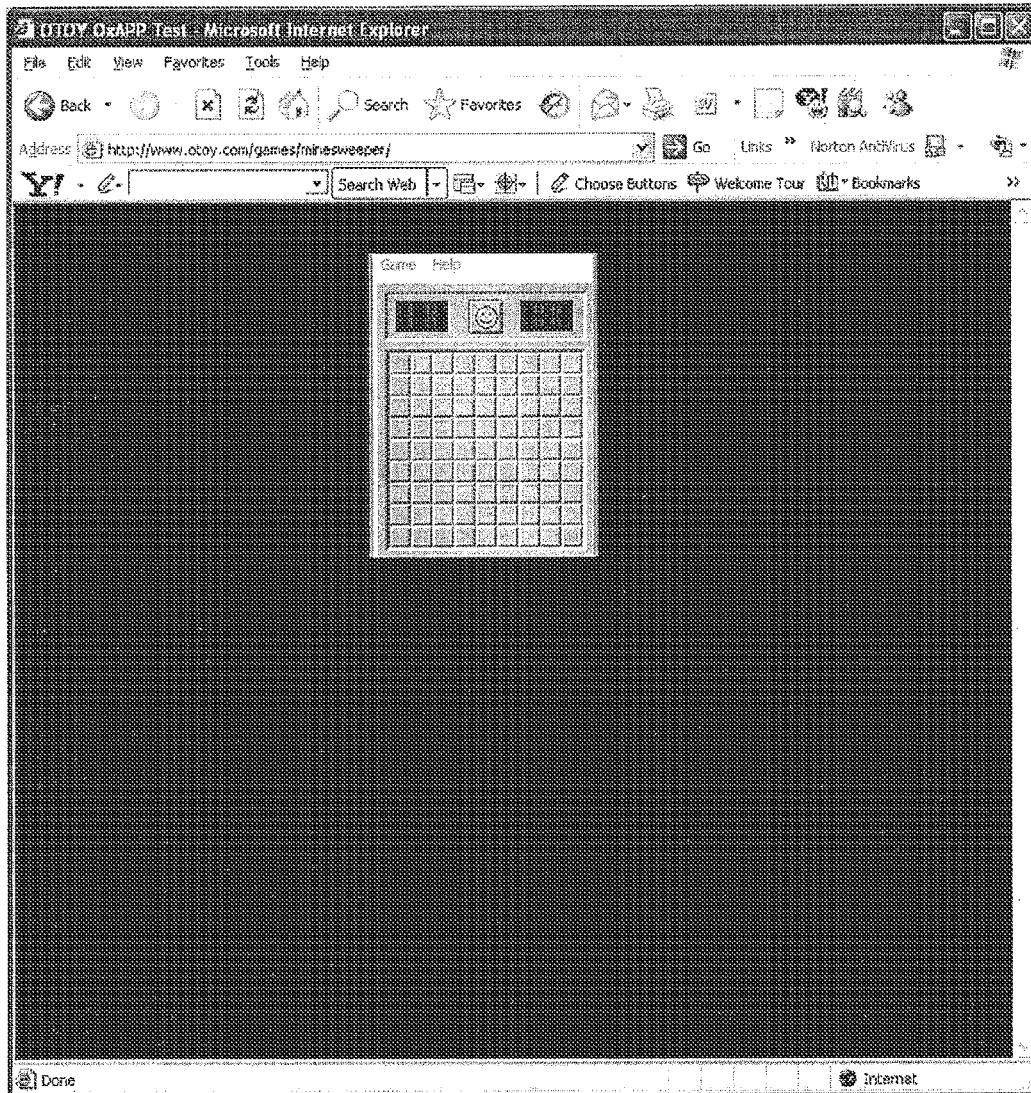 OTOY OxAPP Test - Microsoft Internet Explorer
File Edit View Favorites Tools Help
Back Search Favorites
Address http://www.otoy.com/games/minesweeper/ Go Links » Norton AntiVirus
Y! Search Web Choose Buttons Welcome Tour Bookmarks »
Game Help
Done Internet